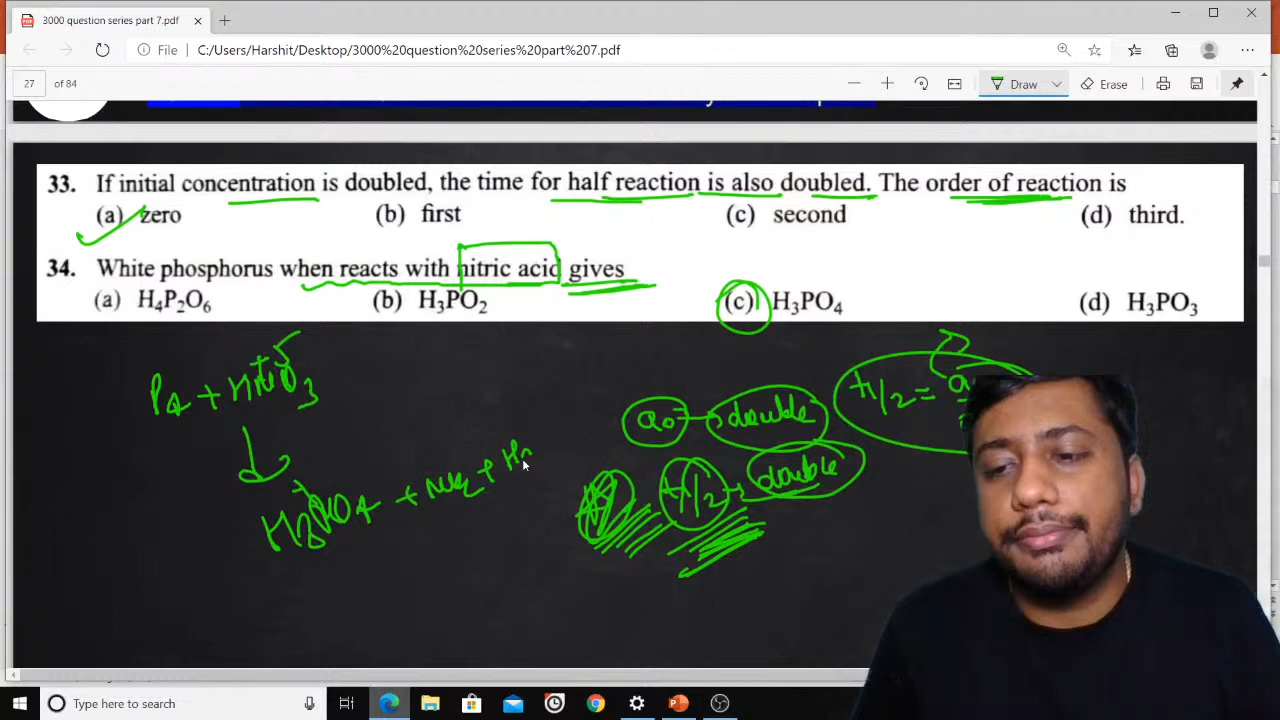 3000 question series part 7.pdf
File C:/Users/Harshit/Desktop/3000%20question%20series%20part%207.pdf
27 of 84
Draw Erase
33. If initial concentration is doubled, the time for half reaction is also doubled. The order of reaction is
(a) zero (b) first (c) second (d) third.
34. White phosphorus when reacts with nitric acid gives
(a) H₄P₂O₆ (b) H₃PO₂ (c) H₃PO₄ (d) H₃PO₃
P₄ + HNO₃
a₀ → double
t1/2 =
t1/2 → double
H₃PO₄ + NO₂ +
Type here to search